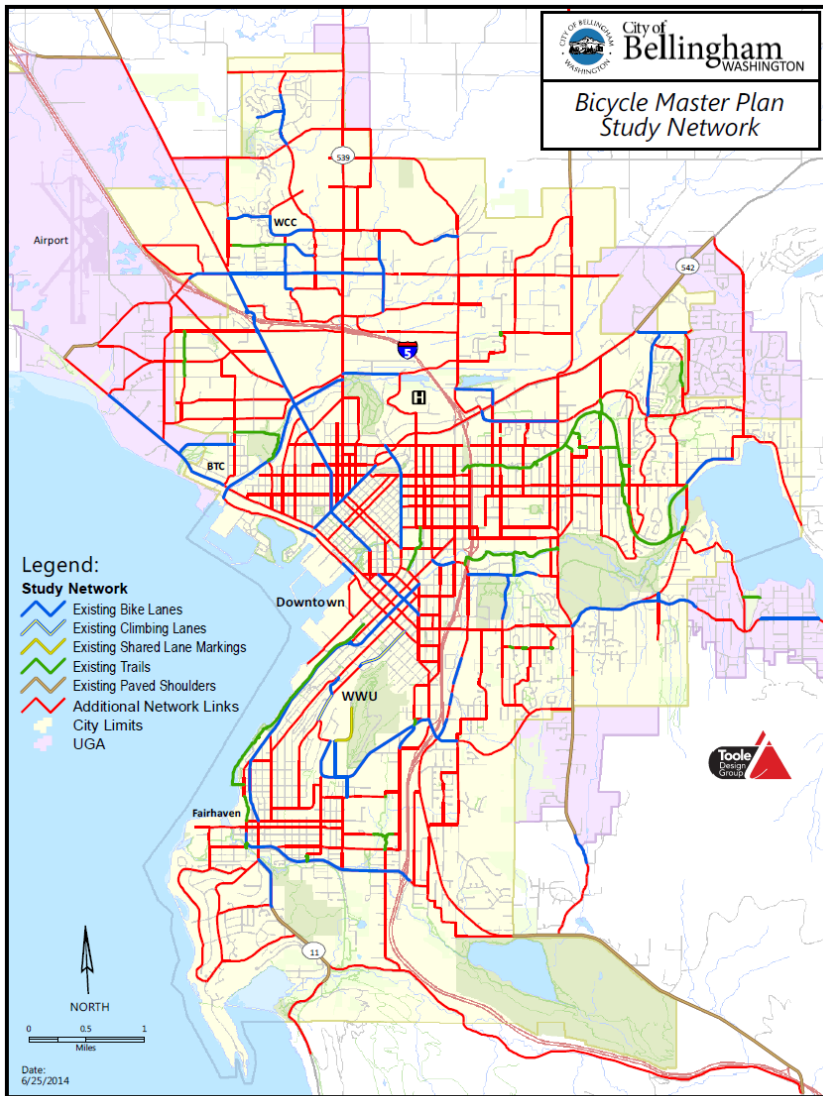 CITY OF BELLINGHAM
WASHINGTON
City of
Bellingham
WASHINGTON
Bicycle Master Plan
Study Network
539
WCC
Airport
542
5
H
BTC
Legend:
Study Network
Existing Bike Lanes
Existing Climbing Lanes
Existing Shared Lane Markings
Existing Trails
Existing Paved Shoulders
Additional Network Links
City Limits
UGA
Downtown
WWU
Toole
Design
Group
Fairhaven
11
NORTH
0 0.5 1
Miles
Date:
6/25/2014